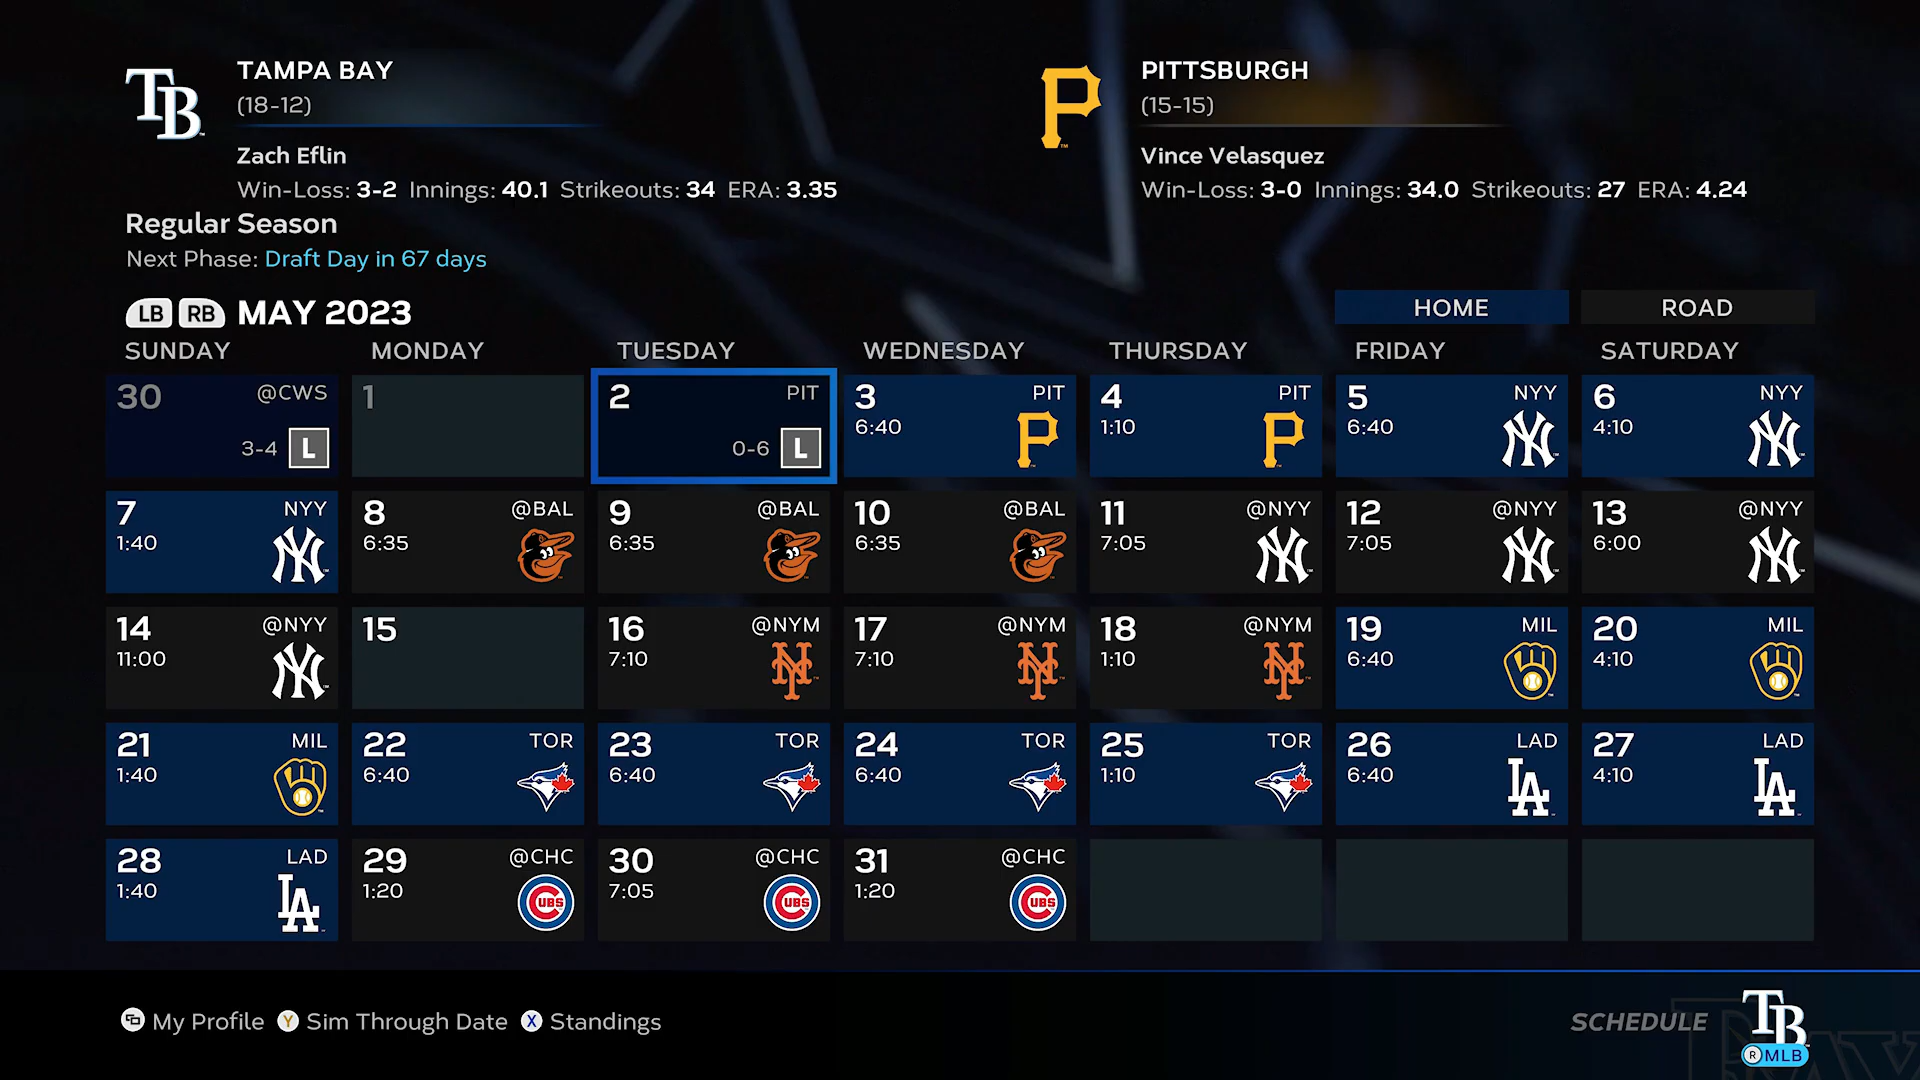 TAMPA BAY
(18-12)
Zach Eflin
Win-Loss: 3-2 Innings: 40.1 Strikeouts: 34 ERA: 3.35
PITTSBURGH
(15-15)
Vince Velasquez
Win-Loss: 3-0 Innings: 34.0 Strikeouts: 27 ERA: 4.24
Regular Season
Next Phase: Draft Day in 67 days
LB RB MAY 2023
HOME ROAD
SUNDAY MONDAY TUESDAY WEDNESDAY THURSDAY FRIDAY SATURDAY
30 @CWS 1 2 PIT 3 PIT 4 PIT 5 NYY 6 NYY
3-4 L 0-6 L 6:40 1:10 6:40 4:10
7 NYY 8 @BAL 9 @BAL 10 @BAL 11 @NYY 12 @NYY 13 @NYY
1:40 6:35 6:35 6:35 7:05 7:05 6:00
14 @NYY 15 16 @NYM 17 @NYM 18 @NYM 19 MIL 20 MIL
11:00 7:10 7:10 1:10 6:40 4:10
21 MIL 22 TOR 23 TOR 24 TOR 25 TOR 26 LAD 27 LAD
1:40 6:40 6:40 6:40 1:10 6:40 4:10
28 LAD 29 @CHC 30 @CHC 31 @CHC
1:40 1:20 7:05 1:20
My Profile Y Sim Through Date X Standings
SCHEDULE
TB
R MLB